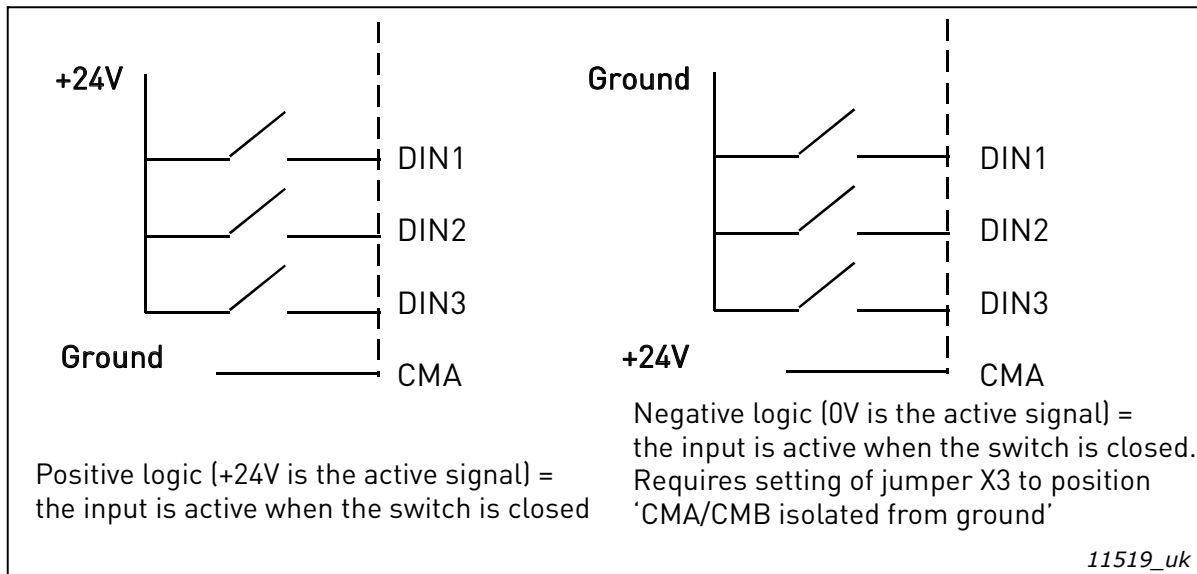 +24V
DIN1
DIN2
DIN3
Ground
CMA
Positive logic (+24V is the active signal) =
the input is active when the switch is closed
Ground
DIN1
DIN2
DIN3
+24V
CMA
Negative logic (0V is the active signal) =
the input is active when the switch is closed.
Requires setting of jumper X3 to position
‘CMA/CMB isolated from ground’
11519_uk